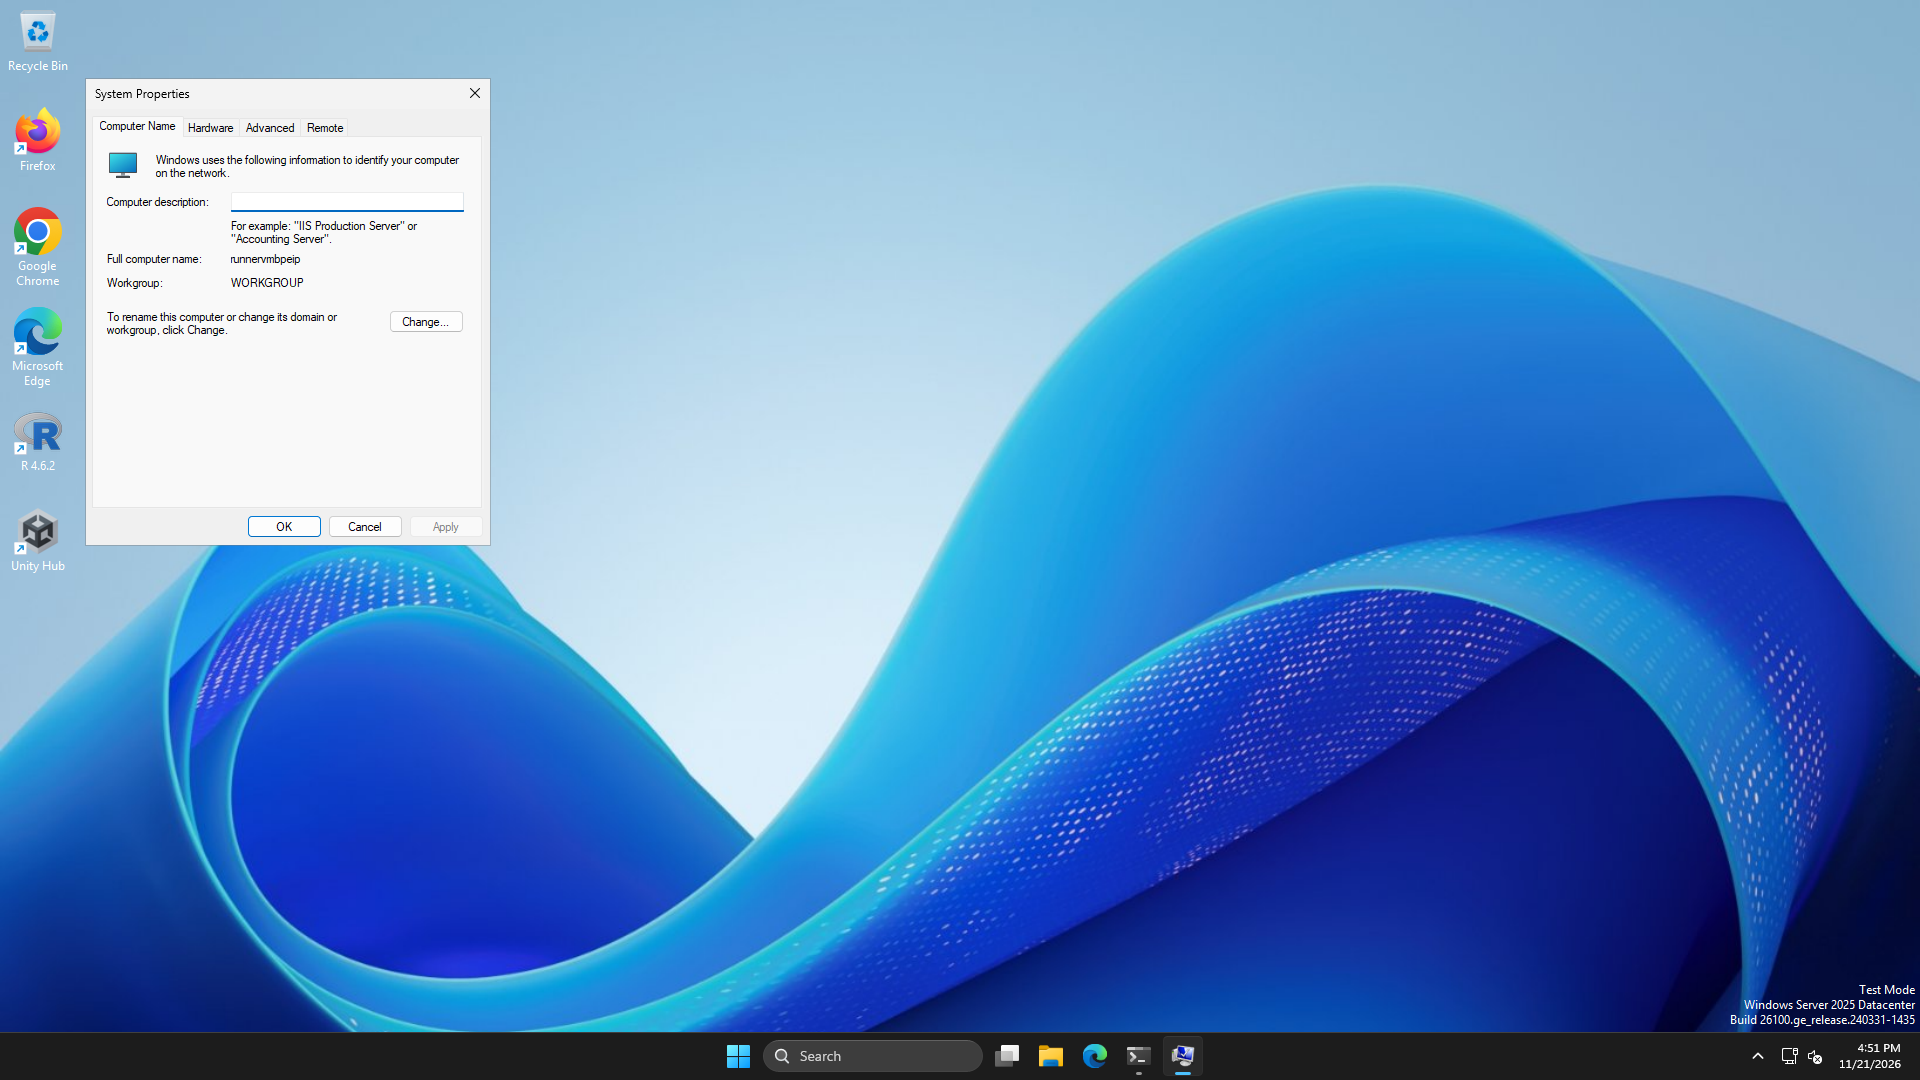 Recycle Bin
Firefox
Google
Chrome
Microsoft
Edge
R 4.6.2
Unity Hub
System Properties
Computer Name
Hardware
Advanced
Remote
Windows uses the following information to identify your computer
on the network.
Computer description:
For example: "IIS Production Server" or
"Accounting Server".
Full computer name:
runnervmbpeip
Workgroup:
WORKGROUP
To rename this computer or change its domain or
workgroup, click Change.
Change...
OK
Cancel
Apply
Test Mode
Windows Server 2025 Datacenter
Build 26100.ge_release.240331-1435
Search
4:51 PM
11/21/2026